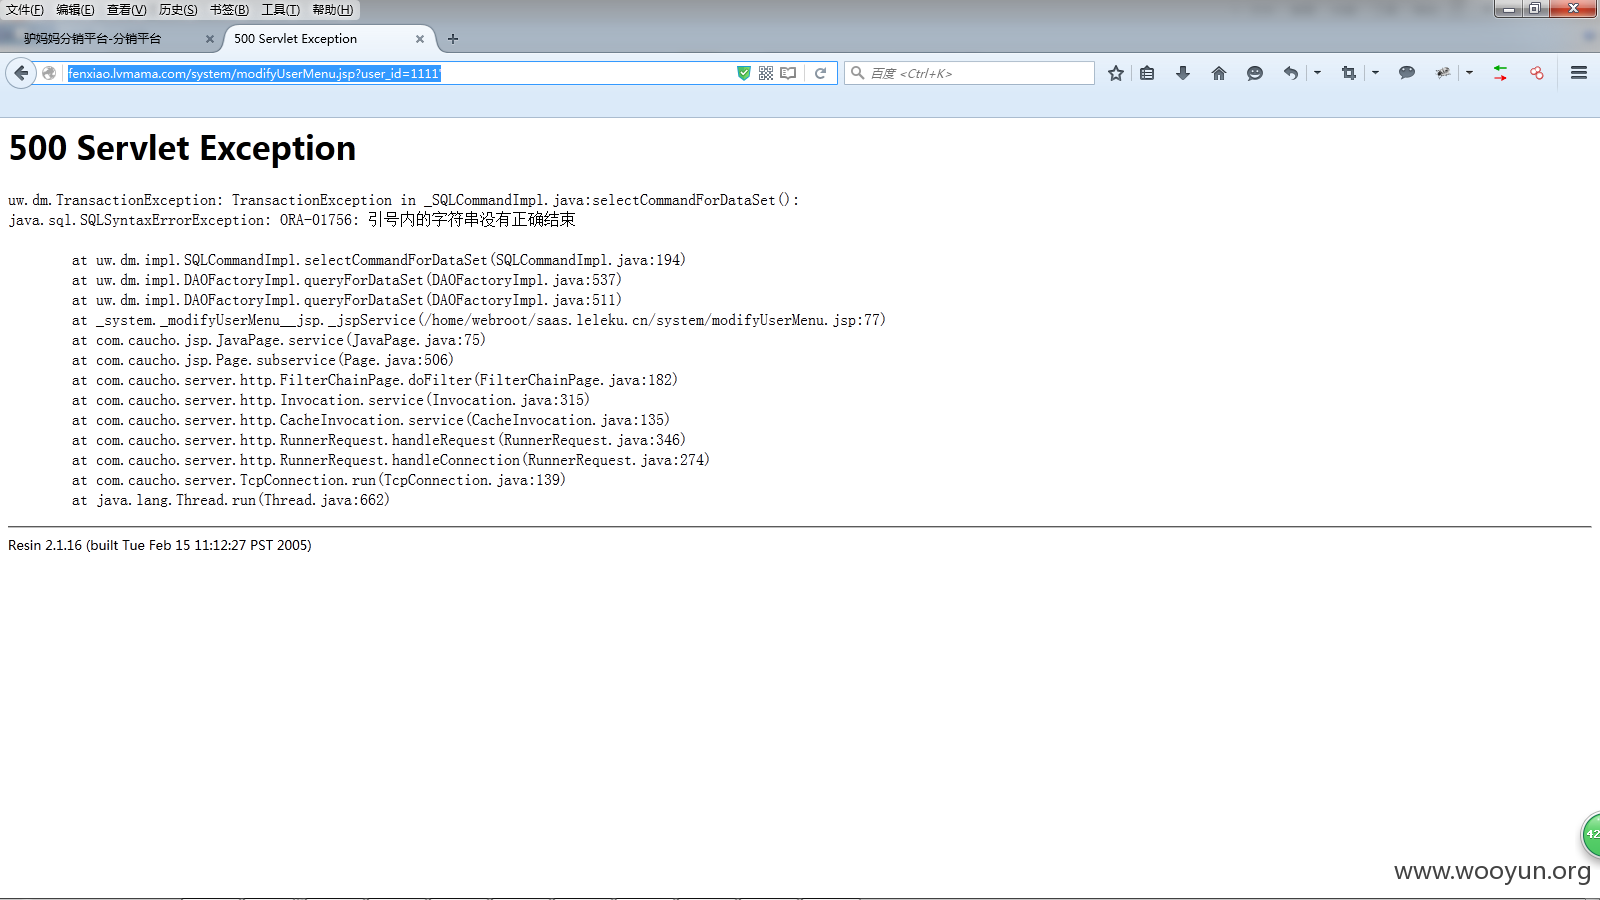 文件(F) 编辑(E) 查看(V) 历史(S) 书签(B) 工具(T) 帮助(H)
驴妈妈分销平台-分销平台
500 Servlet Exception
fenxiao.lvmama.com/system/modifyUserMenu.jsp?user_id=1111'
百度 <Ctrl+K>
500 Servlet Exception
uw.dm.TransactionException: TransactionException in _SQLCommandImpl.java:selectCommandForDataSet():
java.sql.SQLSyntaxErrorException: ORA-01756: 引号内的字符串没有正确结束
at uw.dm.impl.SQLCommandImpl.selectCommandForDataSet(SQLCommandImpl.java:194)
at uw.dm.impl.DAOFactoryImpl.queryForDataSet(DAOFactoryImpl.java:537)
at uw.dm.impl.DAOFactoryImpl.queryForDataSet(DAOFactoryImpl.java:511)
at _system._modifyUserMenu__jsp._jspService(/home/webroot/saas.leleku.cn/system/modifyUserMenu.jsp:77)
at com.caucho.jsp.JavaPage.service(JavaPage.java:75)
at com.caucho.jsp.Page.subservice(Page.java:506)
at com.caucho.server.http.FilterChainPage.doFilter(FilterChainPage.java:182)
at com.caucho.server.http.Invocation.service(Invocation.java:315)
at com.caucho.server.http.CacheInvocation.service(CacheInvocation.java:135)
at com.caucho.server.http.RunnerRequest.handleRequest(RunnerRequest.java:346)
at com.caucho.server.http.RunnerRequest.handleConnection(RunnerRequest.java:274)
at com.caucho.server.TcpConnection.run(TcpConnection.java:139)
at java.lang.Thread.run(Thread.java:662)
Resin 2.1.16 (built Tue Feb 15 11:12:27 PST 2005)
42
www.wooyun.org